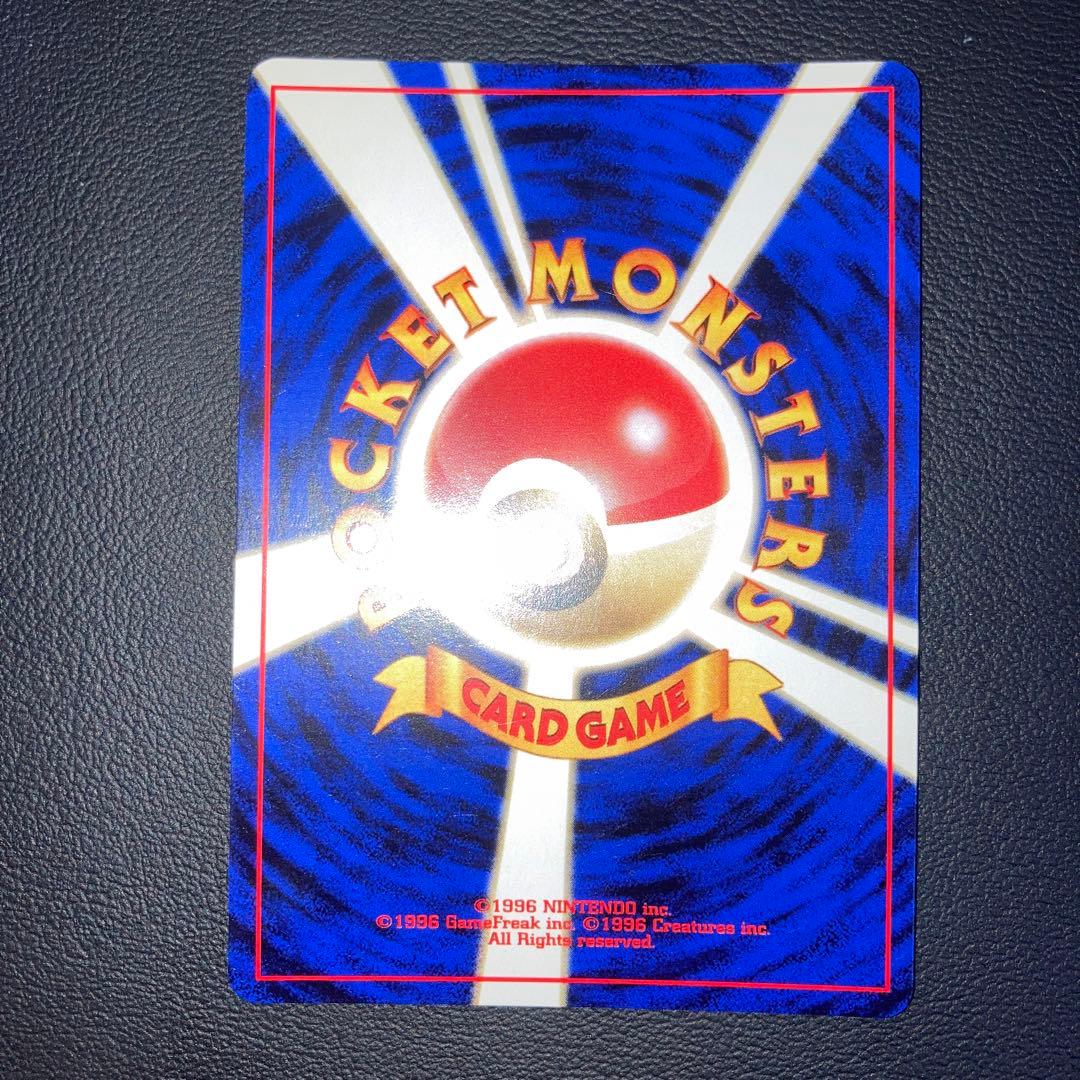 POCKET MONSTERS
CARD GAME
©1996 NINTENDO inc.
©1996 GameFreak inc. ©1996 Creatures inc.
All Rights reserved.